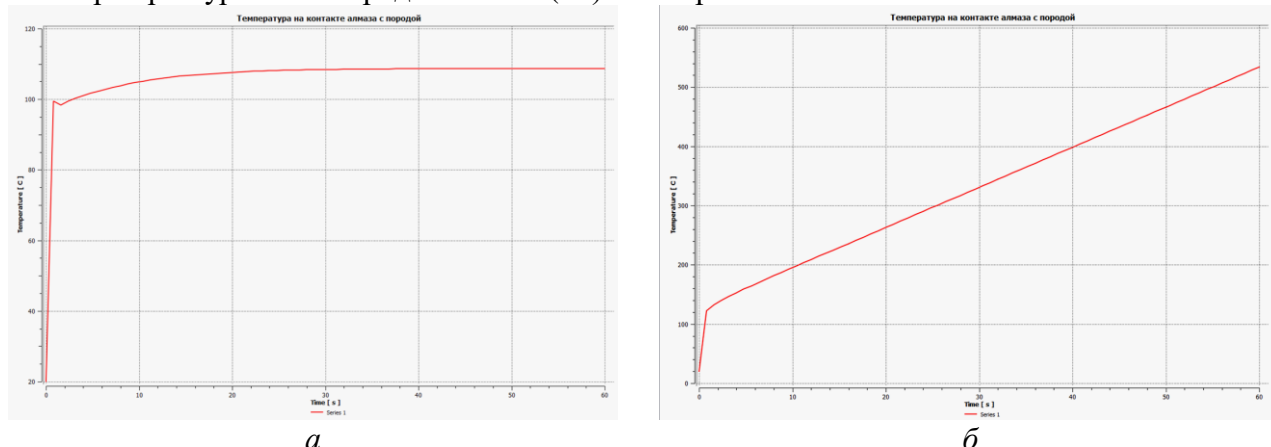 Температура на контакте алмаза с породой
120
100
80
60
40
20
Temperature [ C ]
0 10 20 30 40 50 60
Time [ s ]
Series 1
а
Температура на контакте алмаза с породой
600
500
400
300
200
100
0
Temperature [ C ]
0 10 20 30 40 50 60
Time [ s ]
Series 1
б